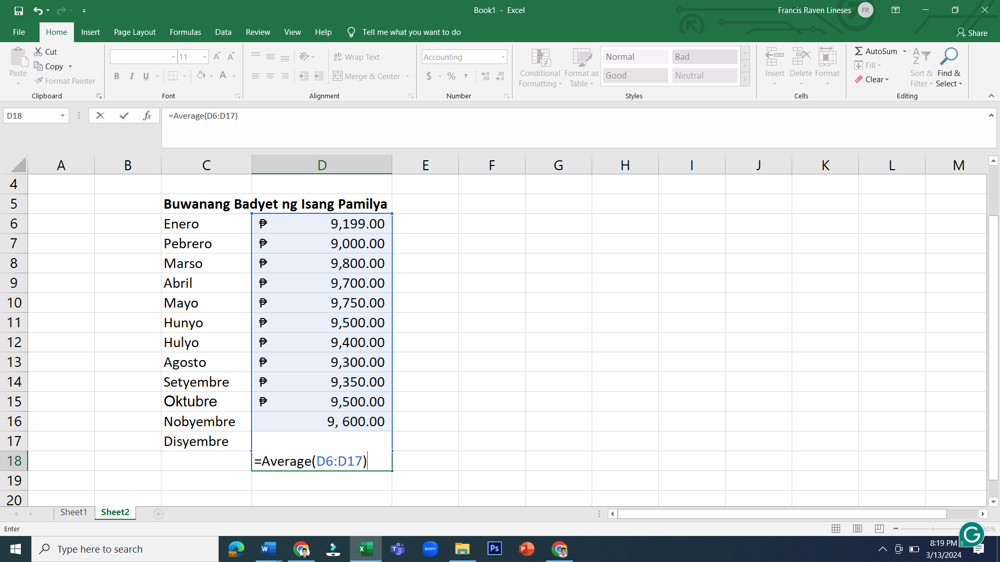 Book1 - Excel
Francis Raven Lineses
FR
File
Home
Insert
Page Layout
Formulas
Data
Review
View
Help
Tell me what you want to do
Share
Paste
Cut
Copy
Format Painter
Clipboard
11
A A
B I U
A
Font
ab Wrap Text
Merge & Center
Alignment
Accounting
$ % ,
Number
Conditional Formatting
Format as Table
Normal
Bad
Good
Neutral
Styles
Insert
Delete
Format
Cells
AutoSum
Fill
Clear
Sort & Filter
Find & Select
Editing
D18
fx
=Average(D6:D17)
A B C D E F G H I J K L M
4
5 Buwanang Badyet ng Isang Pamilya
6 Enero ₱ 9,199.00
7 Pebrero ₱ 9,000.00
8 Marso ₱ 9,800.00
9 Abril ₱ 9,700.00
10 Mayo ₱ 9,750.00
11 Hunyo ₱ 9,500.00
12 Hulyo ₱ 9,400.00
13 Agosto ₱ 9,300.00
14 Setyembre ₱ 9,350.00
15 Oktubre ₱ 9,500.00
16 Nobyembre 9, 600.00
17 Disyembre
18 =Average(D6:D17)
19
20
Sheet1
Sheet2
Enter
Type here to search
W
X
T
zoom
Ps
P
G
8:19 PM
3/13/2024